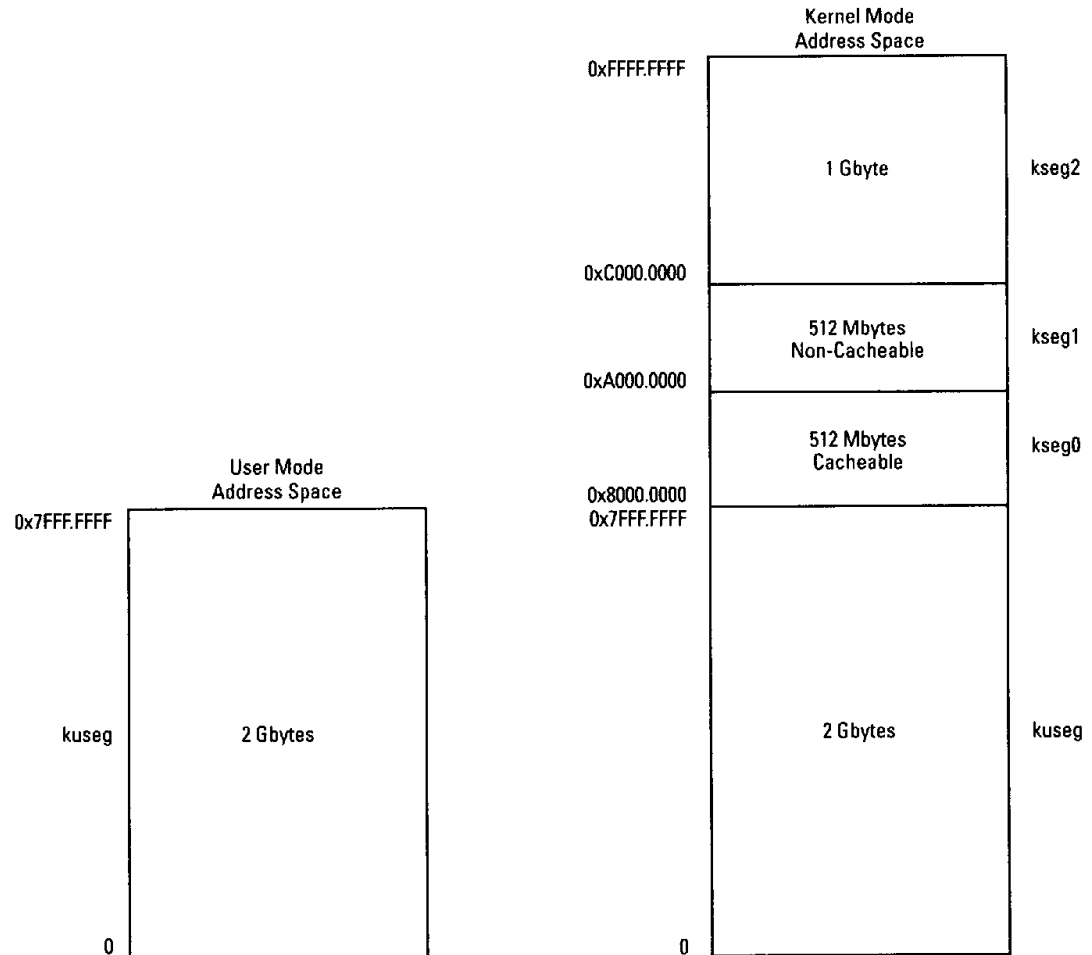 Kernel Mode
Address Space
0xFFFF.FFFF
1 Gbyte
kseg2
0xC000.0000
512 Mbytes
Non-Cacheable
kseg1
0xA000.0000
512 Mbytes
Cacheable
kseg0
0x8000.0000
0x7FFF.FFFF
User Mode
Address Space
0x7FFF.FFFF
kuseg
2 Gbytes
0
2 Gbytes
kuseg
0